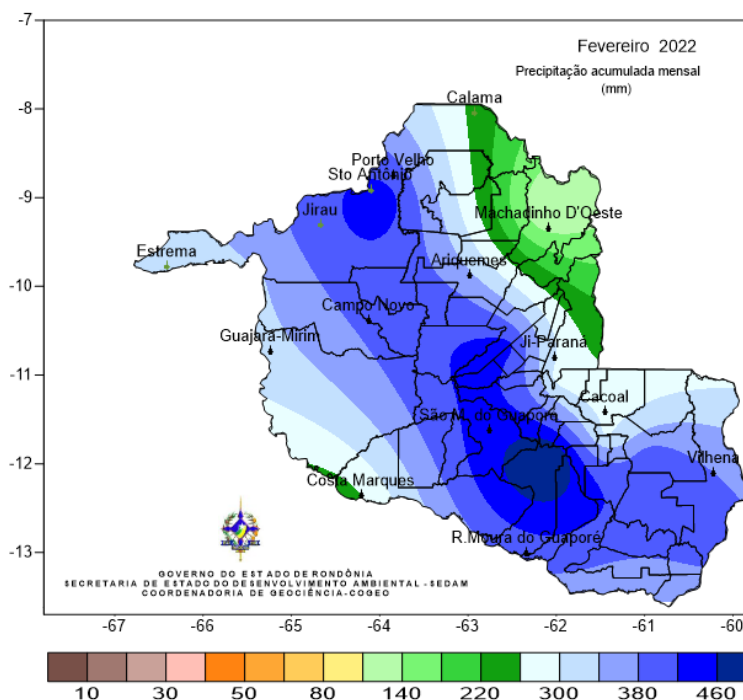 -7
Fevereiro 2022
Precipitação acumulada mensal
(mm)
-8
Calama
Porto Velho
Sto Antônio
-9
Jirau
Machadinho D'Oeste
Estrema
Ariquemes
-10
Campo Novo
Guajará-Mirim
Ji-Paraná
-11
Cacoal
São M. do Guaporé
Vilhena
-12
Costa Marques
R.Moura do Guaporé
-13
GOVERNO DO ESTADO DE RONDÔNIA
SECRETARIA DE ESTADO DO DESENVOLVIMENTO AMBIENTAL - SEDAM
COORDENADORIA DE GEOCIÊNCIA-COGEO
-67 -66 -65 -64 -63 -62 -61 -60
10 30 50 80 140 220 300 380 460